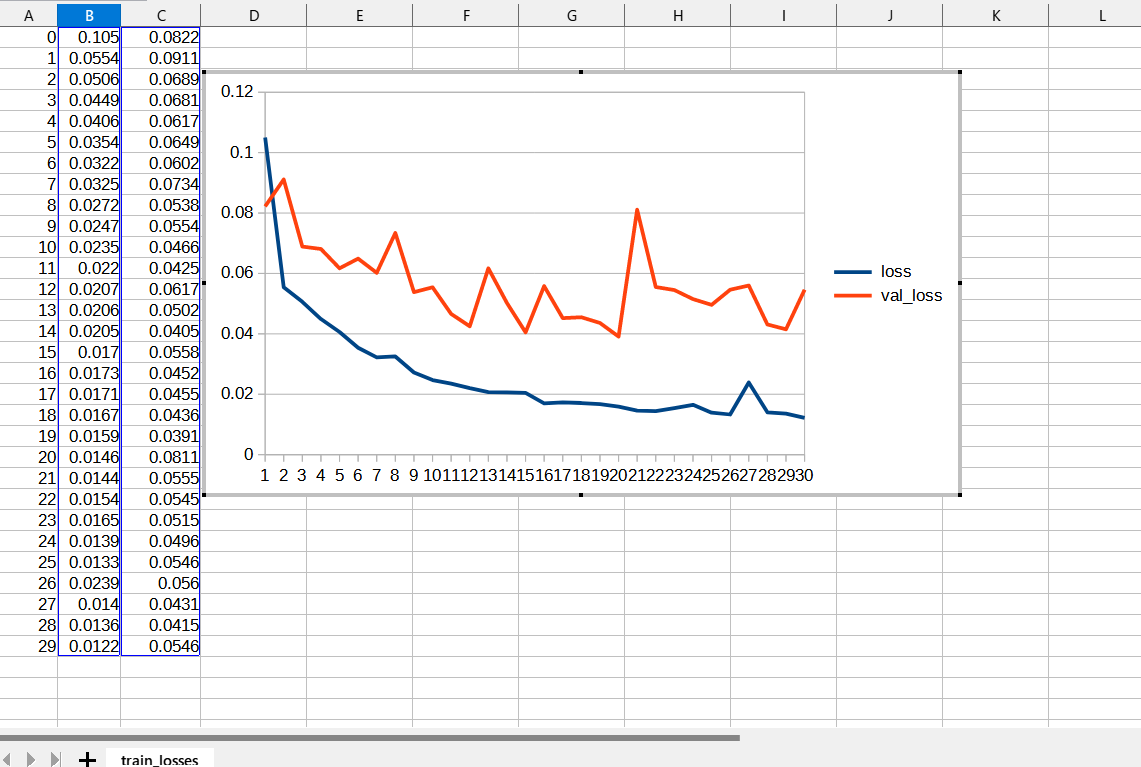 A B C D E F G H I J K L
0 0.105 0.0822
1 0.0554 0.0911
2 0.0506 0.0689
3 0.0449 0.0681
4 0.0406 0.0617
5 0.0354 0.0649
6 0.0322 0.0602
7 0.0325 0.0734
8 0.0272 0.0538
9 0.0247 0.0554
10 0.0235 0.0466
11 0.022 0.0425
12 0.0207 0.0617
13 0.0206 0.0502
14 0.0205 0.0405
15 0.017 0.0558
16 0.0173 0.0452
17 0.0171 0.0455
18 0.0167 0.0436
19 0.0159 0.0391
20 0.0146 0.0811
21 0.0144 0.0555
22 0.0154 0.0545
23 0.0165 0.0515
24 0.0139 0.0496
25 0.0133 0.0546
26 0.0239 0.056
27 0.014 0.0431
28 0.0136 0.0415
29 0.0122 0.0546
0.12
0.1
0.08
0.06
0.04
0.02
0
1 2 3 4 5 6 7 8 9 10 11 12 13 14 15 16 17 18 19 20 21 22 23 24 25 26 27 28 29 30
loss
val_loss
train_losses